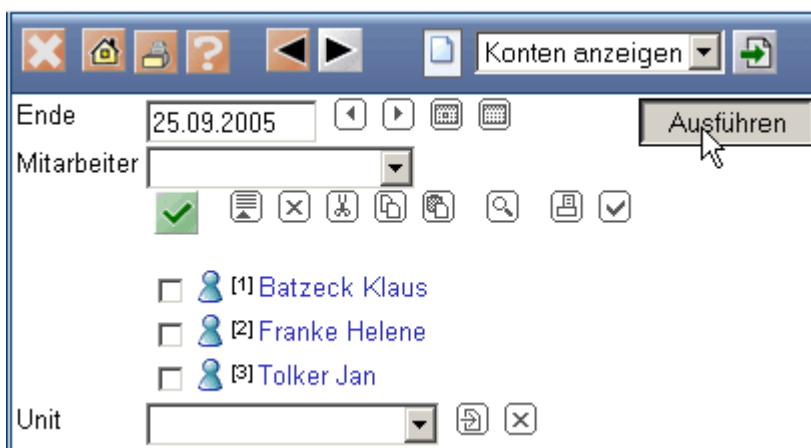 Konten anzeigen
Ende 25.09.2005 Ausführen
Mitarbeiter
[1] Batzeck Klaus
[2] Franke Helene
[3] Tolker Jan
Unit